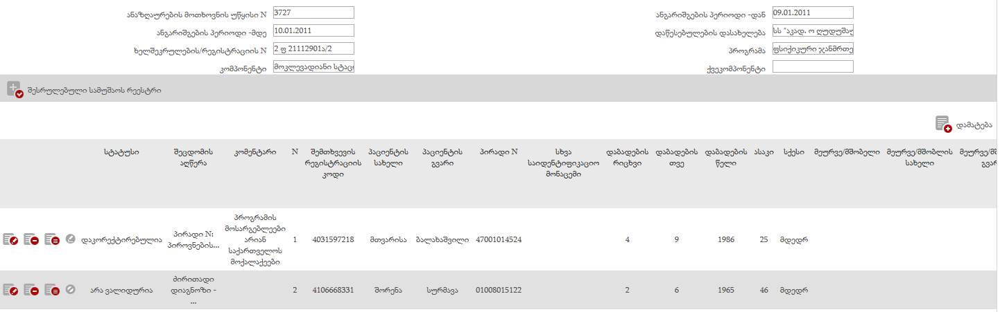 ანაზღაურების მოთხოვნის უწყისი N 3727 ანგარიშგების პერიოდი -დან 09.01.2011
ანგარიშგების პერიოდი -მდე 10.01.2011 დაწესებულების დასახელება სს "აკად. ო ღუდუშაუ
ხელშეკრულების/რეგისტრაციის N 2 ფ 21112901ა/2 პროგრამა ფსიქიკური ჯანმრთე
კომპონენტი მოკლევადიანი სტაცი ქვეკომპონენტი
შესრულებული სამუშაოს რეესტრი
დამატება
სტატუსი შეცდომის კომენტარი N შემთხვევის პაციენტის პაციენტის პირადი N სხვა დაბადების დაბადების დაბადების ასაკი სქესი მეურვე/მშობელი მეურვე/მშობლის მეურვე/მშ
აღწერა რეგისტრაციის სახელი გვარი საიდენტიფიკაციო რიცხვი თვე წელი სახელი გვარ
კოდი მონაცემი
პროგრამის
მოსარგებლეები
დაკორექტირებულია პირადი N: არიან 1 4031597218 მთვარისა ბალახაშვილი 47001014524 4 9 1986 25 მდედრ
პიროვნების... საქართველოს
მოქალაქეები
ძირითადი
არა ვალიდურია დიაგნოზი - 2 4106668331 შორენა სურმავა 01008015122 2 6 1965 46 მდედრ
...